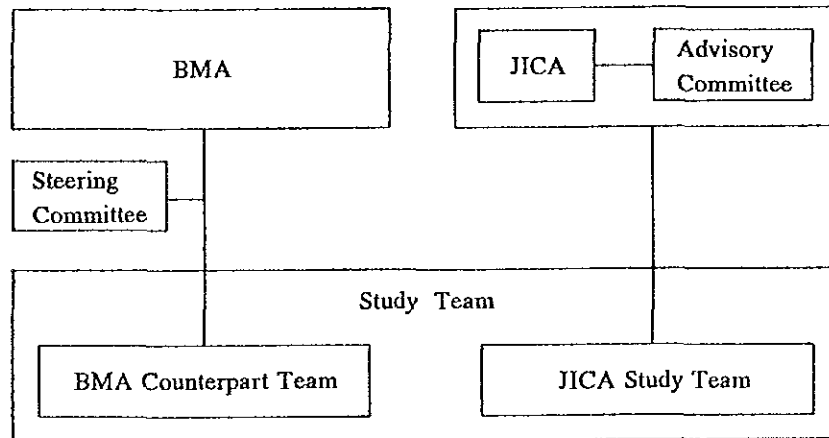 BMA
JICA
Advisory
Committee
Steering
Committee
Study Team
BMA Counterpart Team
JICA Study Team